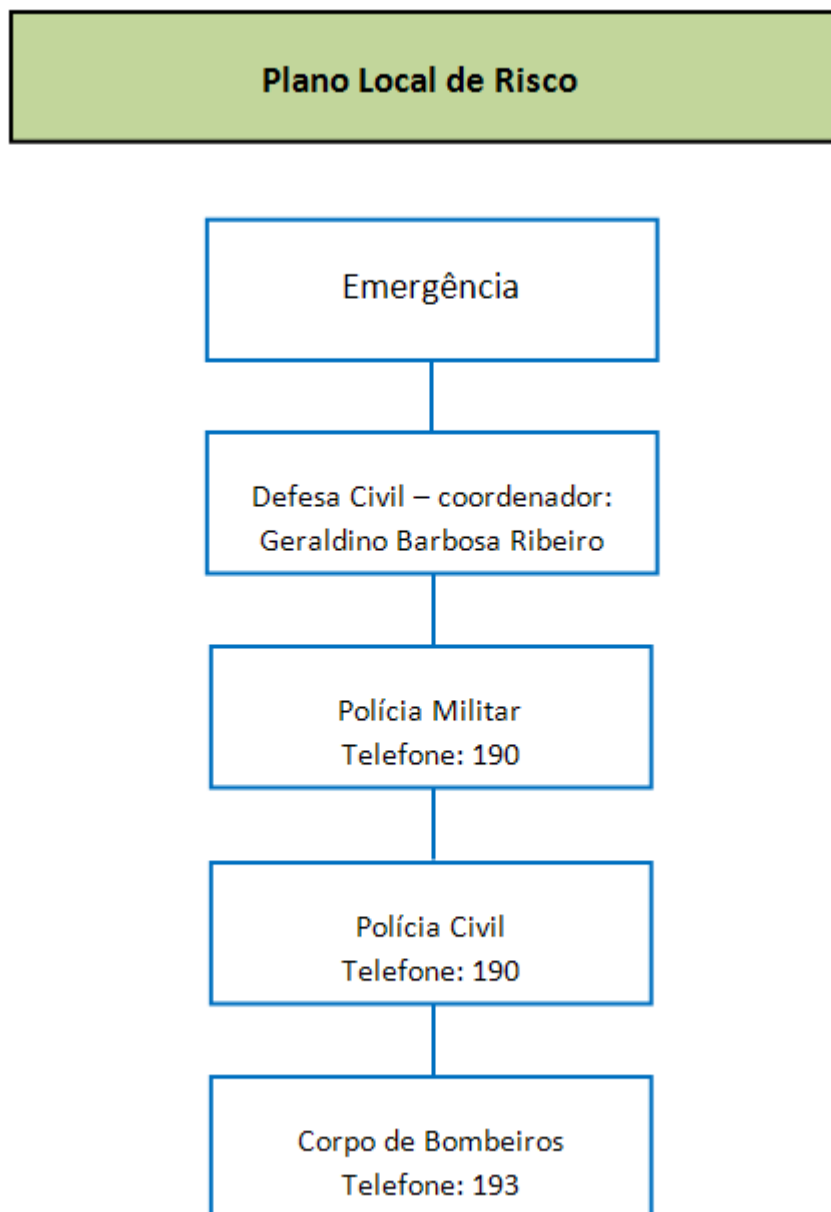 Plano Local de Risco
Emergência
Defesa Civil – coordenador:
Geraldino Barbosa Ribeiro
Polícia Militar
Telefone: 190
Polícia Civil
Telefone: 190
Corpo de Bombeiros
Telefone: 193